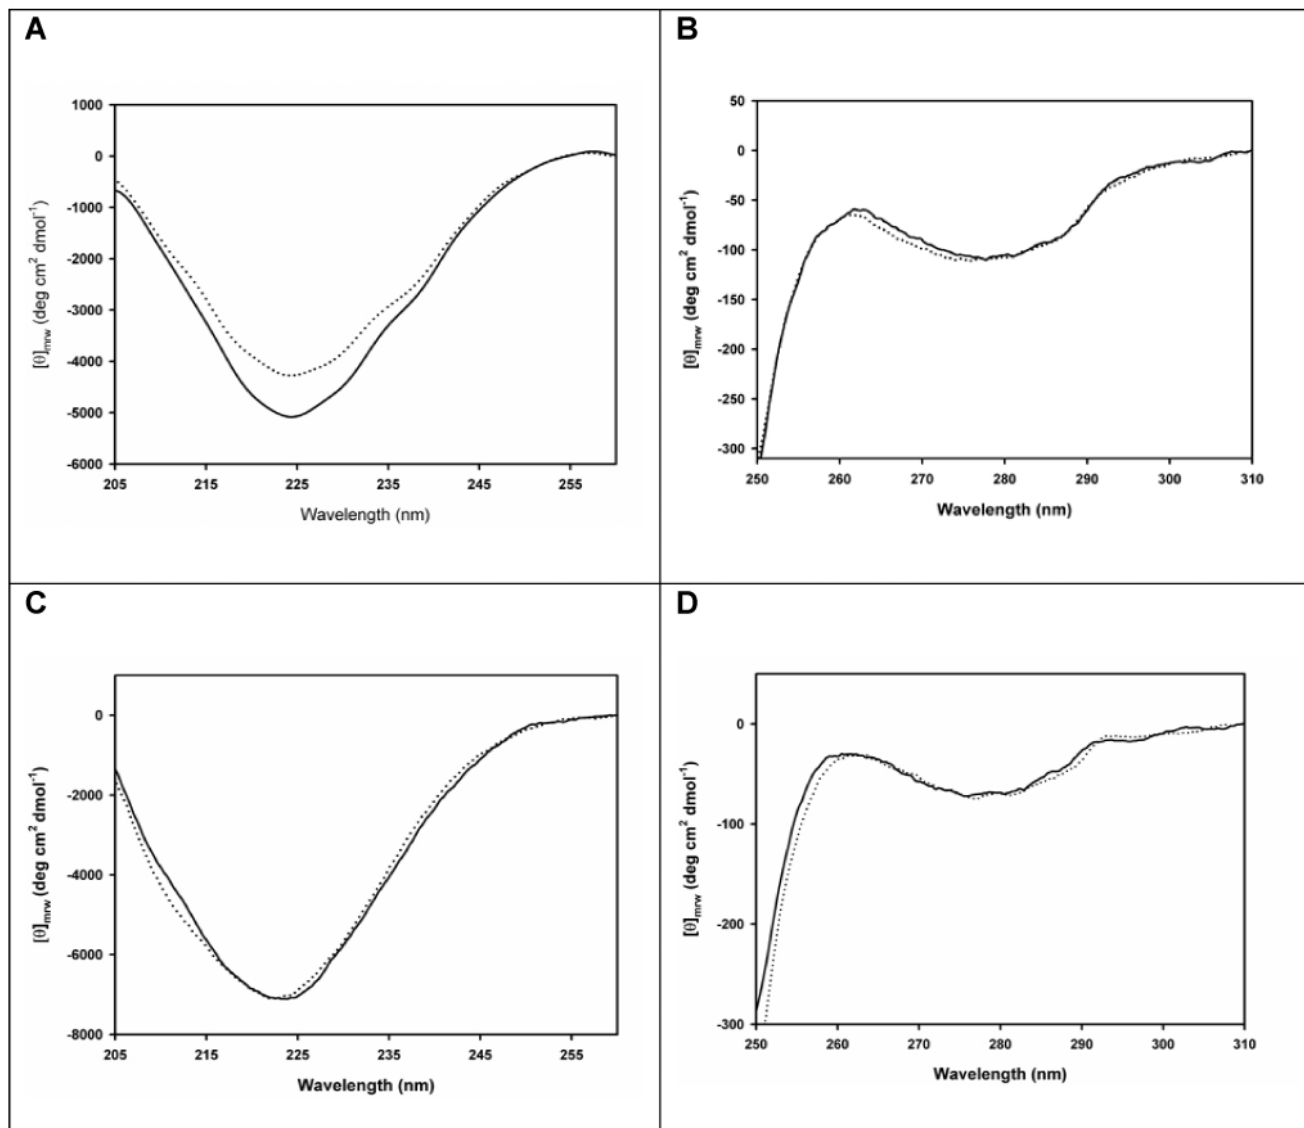 A
1000
0
-1000
-2000
-3000
-4000
-5000
-6000
[θ]mrw (deg cm² dmol⁻¹)
205 215 225 235 245 255
Wavelength (nm)
B
50
0
-50
-100
-150
-200
-250
-300
[θ]mrw (deg cm² dmol⁻¹)
250 260 270 280 290 300 310
Wavelength (nm)
C
0
-2000
-4000
-6000
-8000
[θ]mrw (deg cm² dmol⁻¹)
205 215 225 235 245 255
Wavelength (nm)
D
0
-100
-200
-300
[θ]mrw (deg cm² dmol⁻¹)
250 260 270 280 290 300 310
Wavelength (nm)